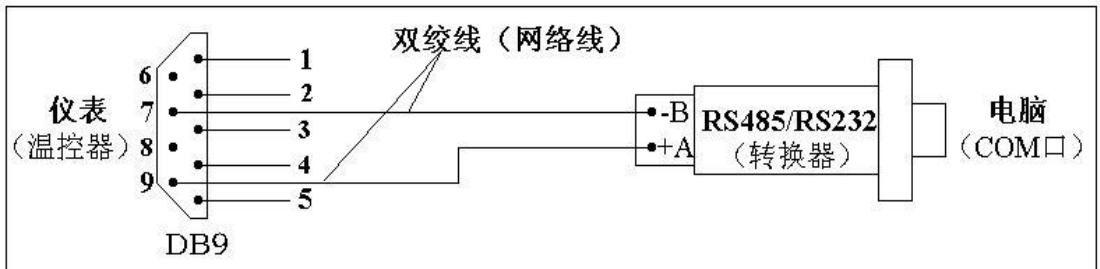 双绞线（网络线）
1
6
2
7
3
8
4
9
5
仪表
（温控器）
DB9
-B
+A
RS485/RS232
（转换器）
电脑
（COM口）